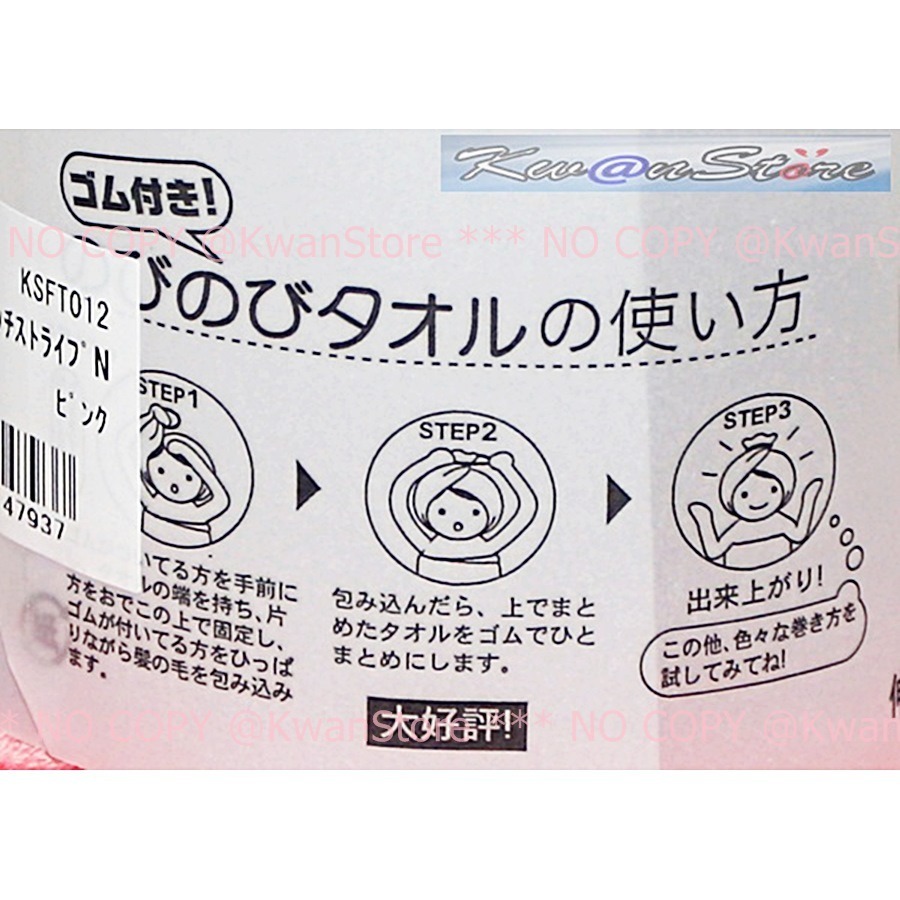 Kw@nStore
ゴム付き!
NO COPY @KwanStore *** NO COPY @KwanS
びのびタオルの使い方
KSFT012
チストライプN
ピンク
47937
STEP1
STEP2
STEP3
いてる方を手前に
ルの端を持ち、片
方をおでこの上で固定し、
ゴムが付いてる方をひっぱ
りながら髪の毛を包み込み
ます。
包み込んだら、上でまと
めたタオルをゴムでひと
まとめにします。
出来上がり!
この他、色々な巻き方を
試してみてね!
大好評!
* NO COPY @KwanStore *** NO COPY @KwanStore